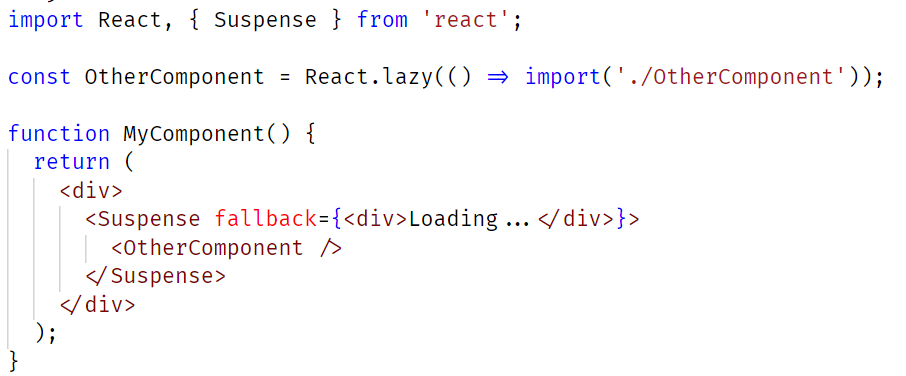 import React, { Suspense } from 'react';
const OtherComponent = React.lazy(() => import('./OtherComponent'));
function MyComponent() {
  return (
    <div>
      <Suspense fallback={<div>Loading...</div>}>
        <OtherComponent />
      </Suspense>
    </div>
  );
}